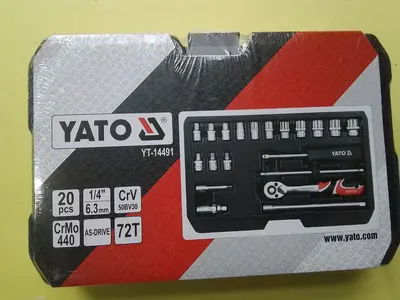 YATO
YT-14491
YATO
20 pcs
1/4" 6.3mm
CrV 50BV30
CrMo 440
AS-DRIVE
72T
www.yato.com